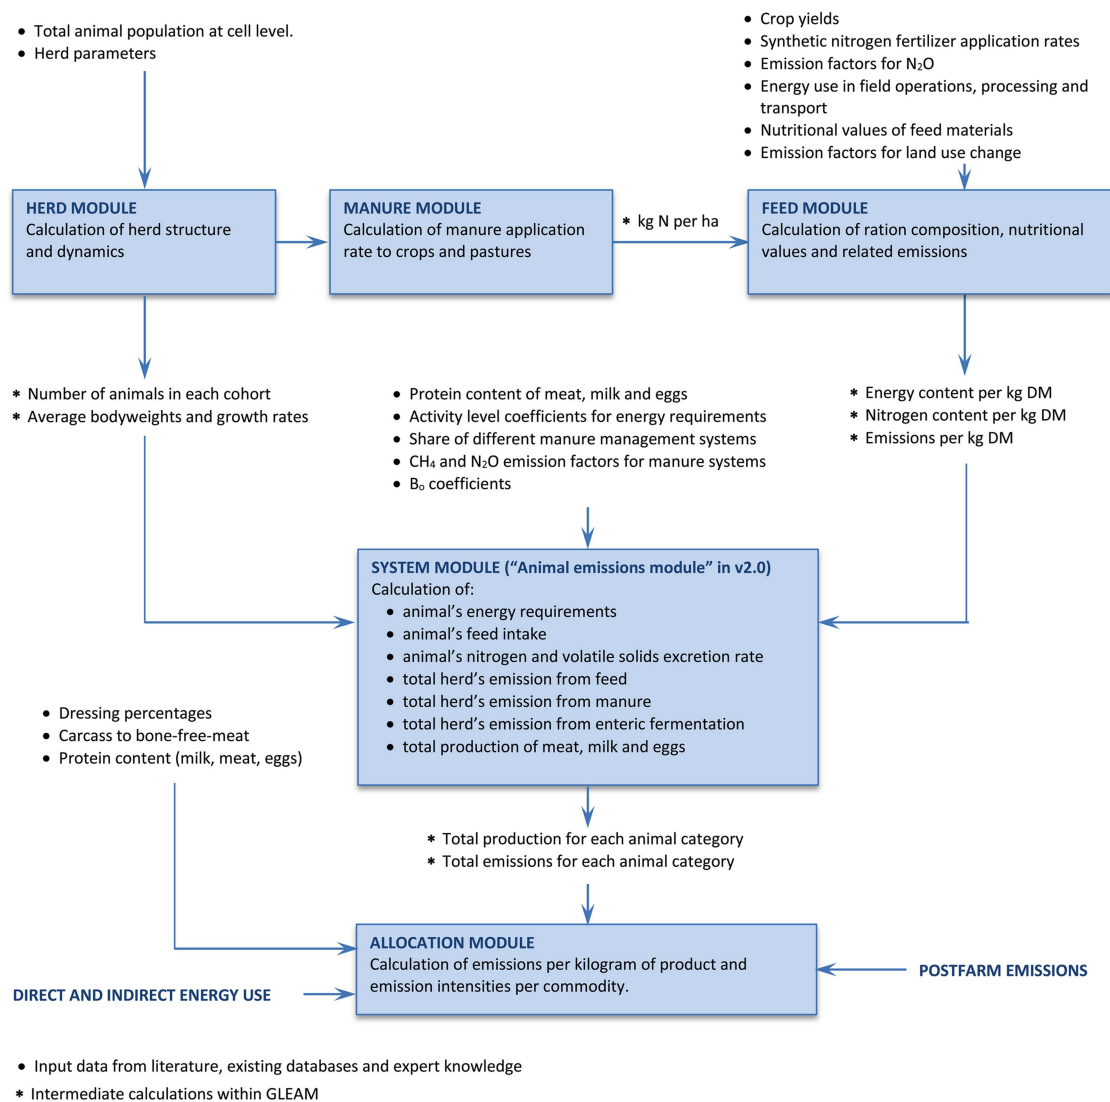 • Total animal population at cell level.
• Herd parameters
• Crop yields
• Synthetic nitrogen fertilizer application rates
• Emission factors for N₂O
• Energy use in field operations, processing and
transport
• Nutritional values of feed materials
• Emission factors for land use change
HERD MODULE
Calculation of herd structure
and dynamics
MANURE MODULE
Calculation of manure application
rate to crops and pastures
* kg N per ha
FEED MODULE
Calculation of ration composition, nutritional
values and related emissions
* Number of animals in each cohort
* Average bodyweights and growth rates
• Protein content of meat, milk and eggs
• Activity level coefficients for energy requirements
• Share of different manure management systems
• CH₄ and N₂O emission factors for manure systems
• Bₒ coefficients
* Energy content per kg DM
* Nitrogen content per kg DM
* Emissions per kg DM
SYSTEM MODULE (“Animal emissions module” in v2.0)
Calculation of:
• animal’s energy requirements
• animal’s feed intake
• animal’s nitrogen and volatile solids excretion rate
• total herd’s emission from feed
• total herd’s emission from manure
• total herd’s emission from enteric fermentation
• total production of meat, milk and eggs
• Dressing percentages
• Carcass to bone-free-meat
• Protein content (milk, meat, eggs)
* Total production for each animal category
* Total emissions for each animal category
ALLOCATION MODULE
Calculation of emissions per kilogram of product and
emission intensities per commodity.
POSTFARM EMISSIONS
DIRECT AND INDIRECT ENERGY USE
• Input data from literature, existing databases and expert knowledge
* Intermediate calculations within GLEAM